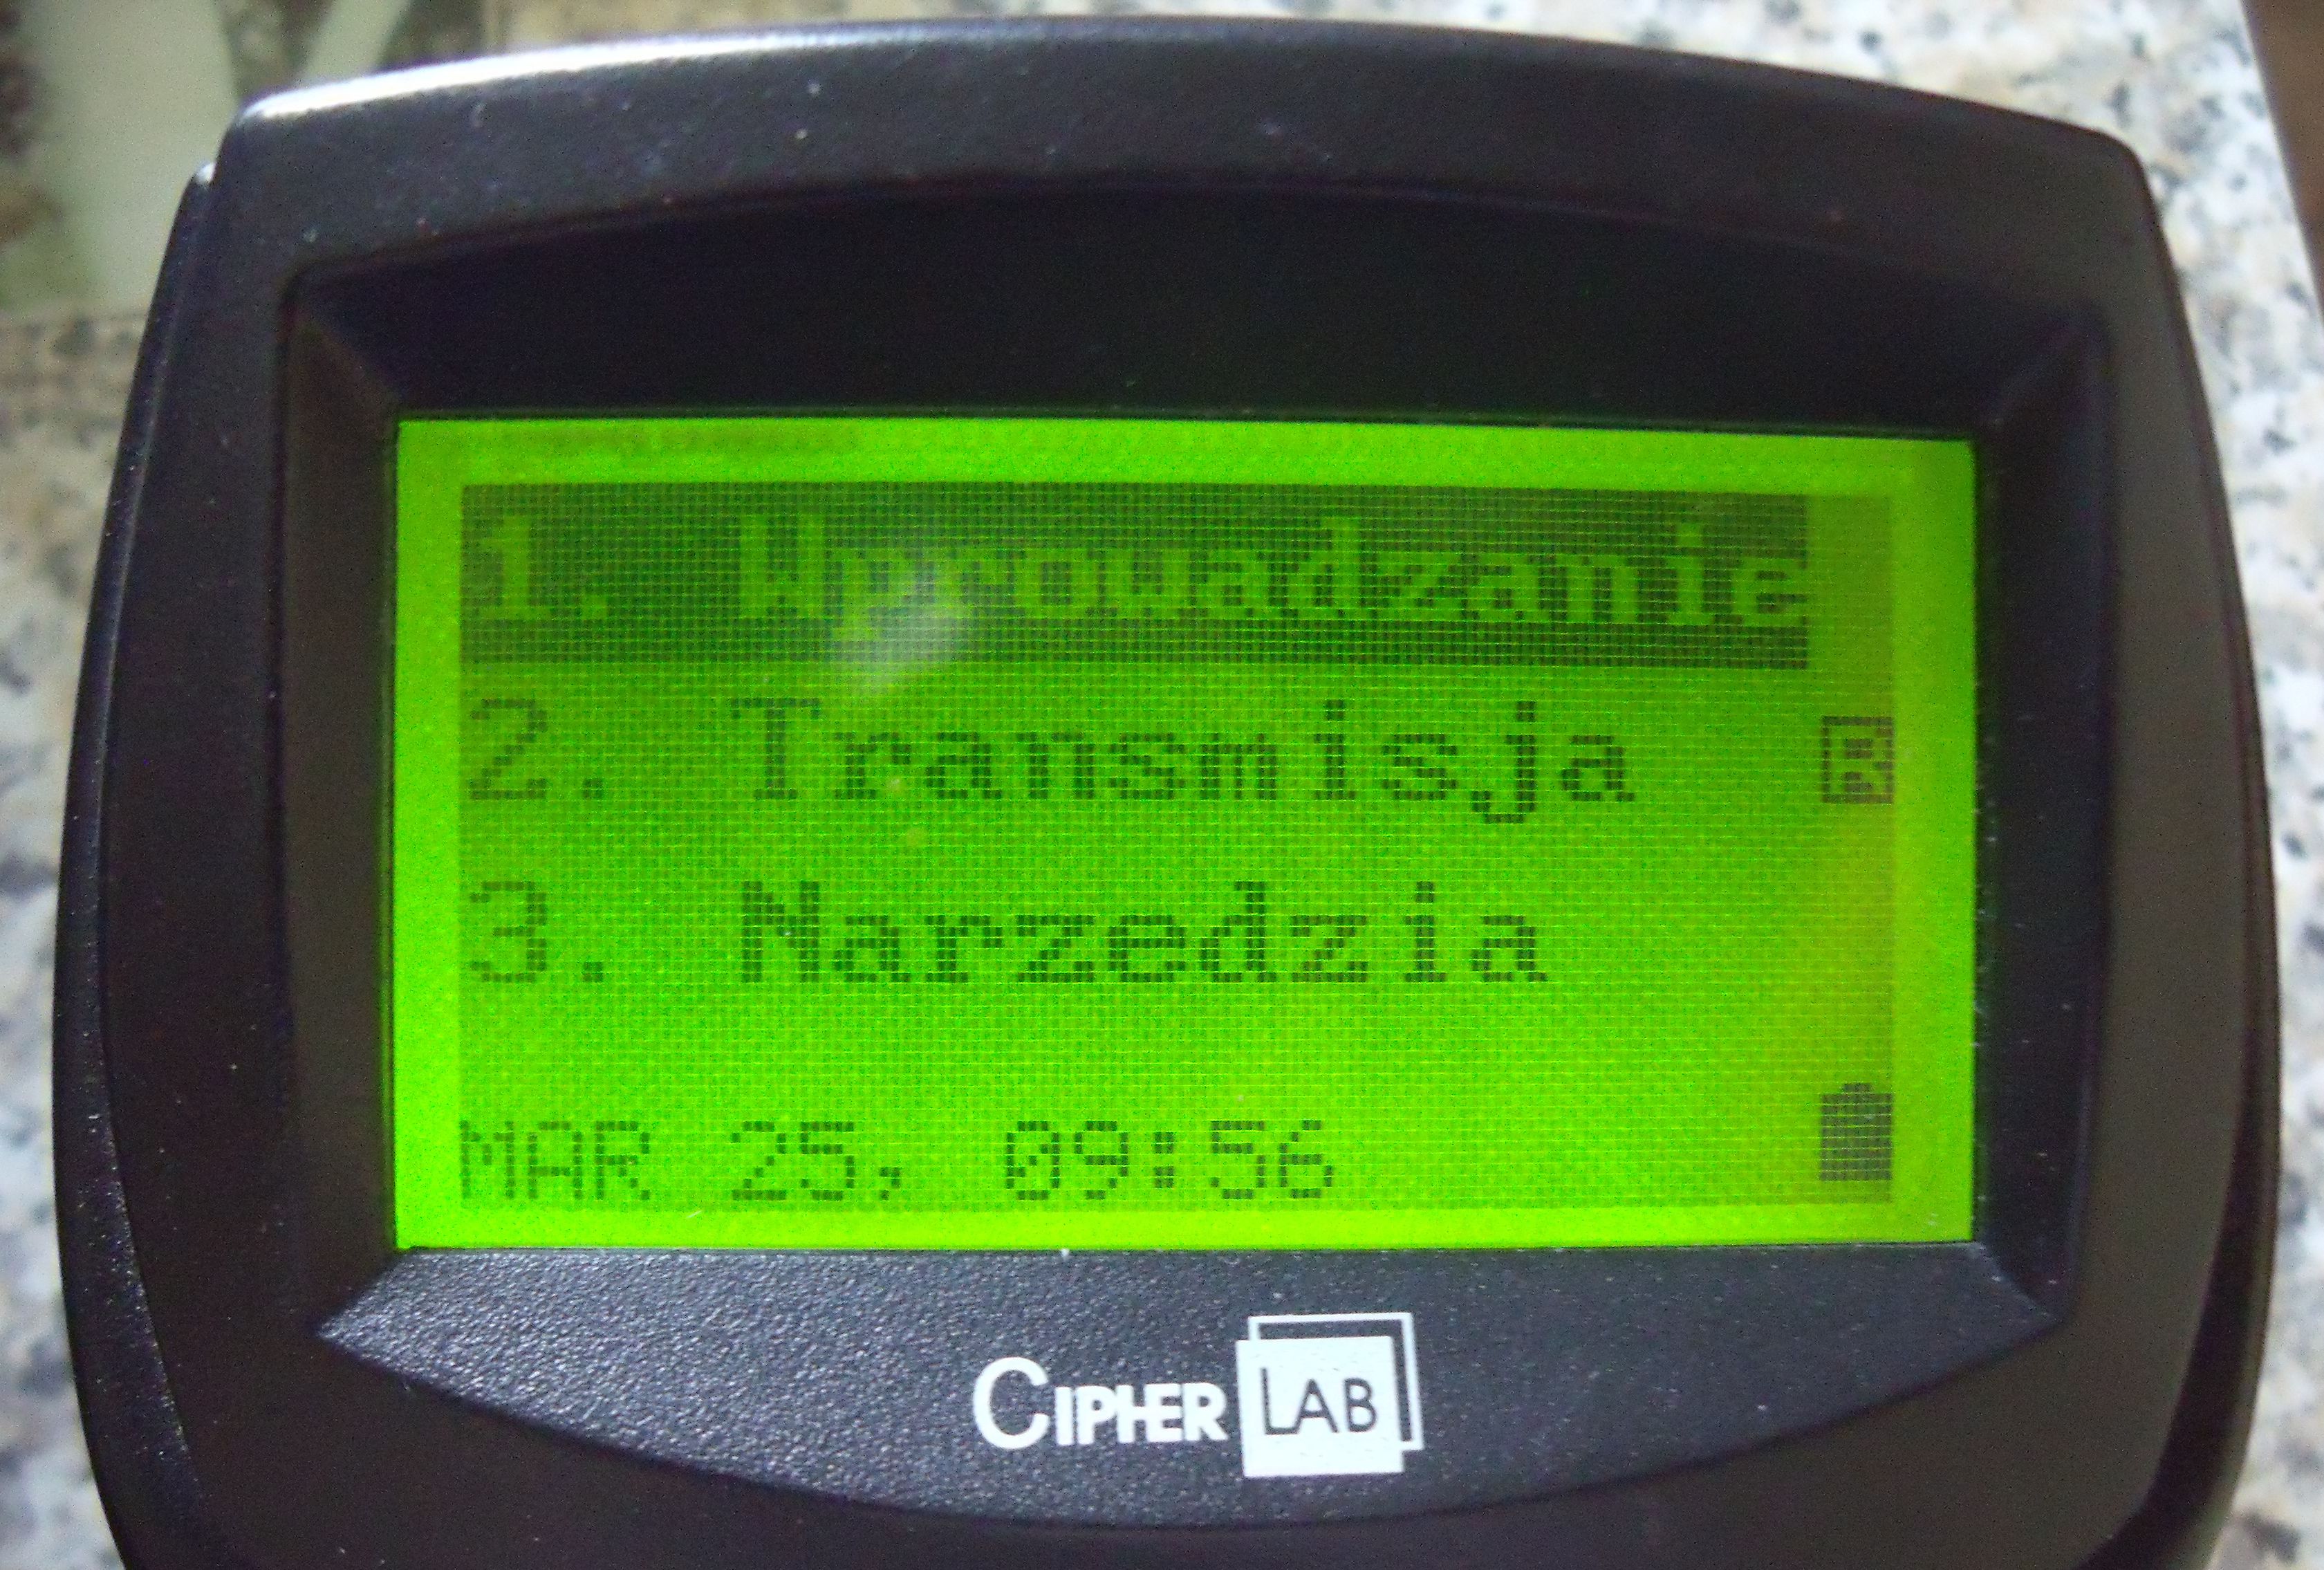 1. Wprowadzanie
2. Transmisja
3. Narzedzia
MAR 25, 09:56
CIPHER LAB